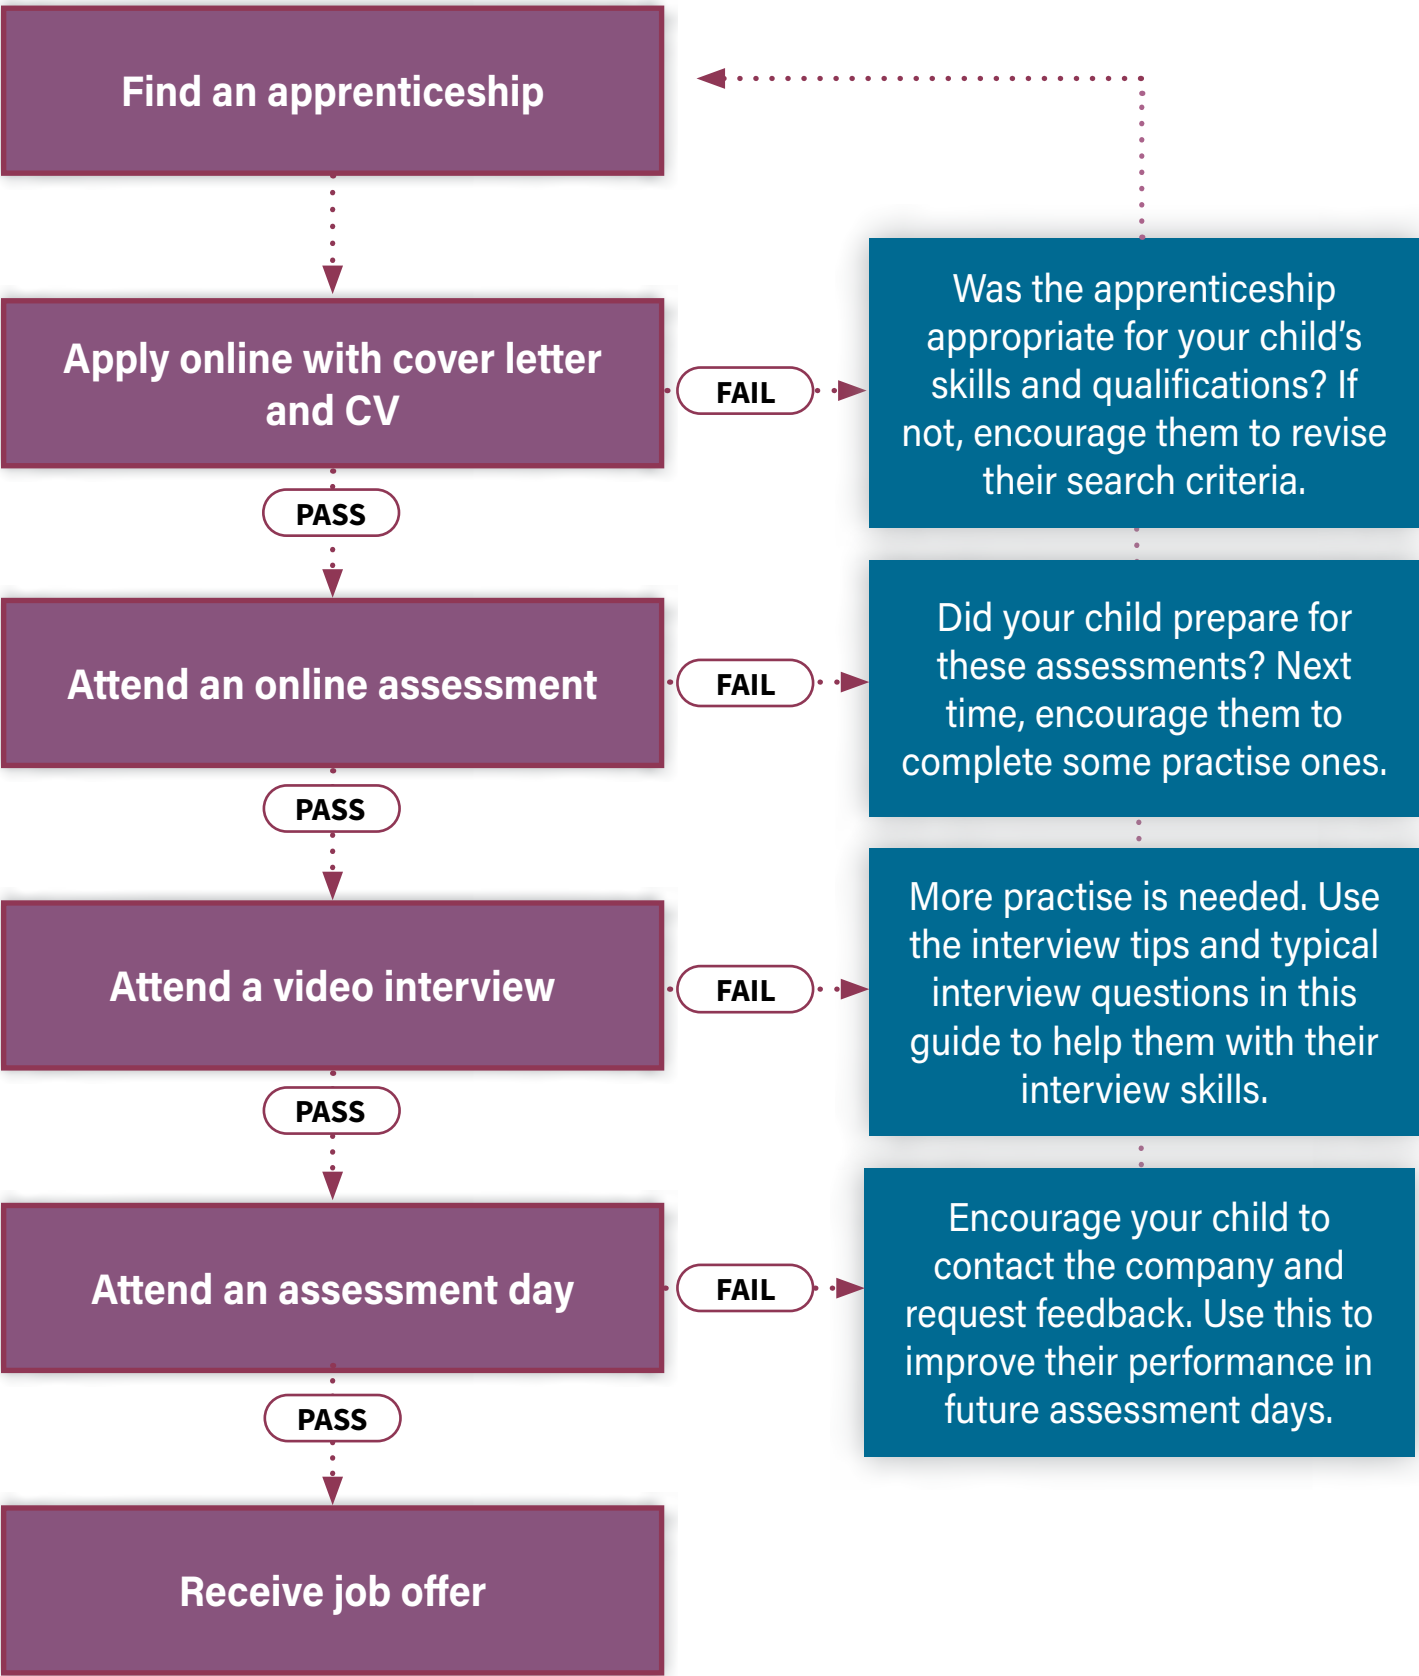 Find an apprenticeship
Apply online with cover letter
and CV
FAIL
Was the apprenticeship
appropriate for your child’s
skills and qualifications? If
not, encourage them to revise
their search criteria.
PASS
Attend an online assessment
FAIL
Did your child prepare for
these assessments? Next
time, encourage them to
complete some practise ones.
PASS
Attend a video interview
FAIL
More practise is needed. Use
the interview tips and typical
interview questions in this
guide to help them with their
interview skills.
PASS
Attend an assessment day
FAIL
Encourage your child to
contact the company and
request feedback. Use this to
improve their performance in
future assessment days.
PASS
Receive job offer